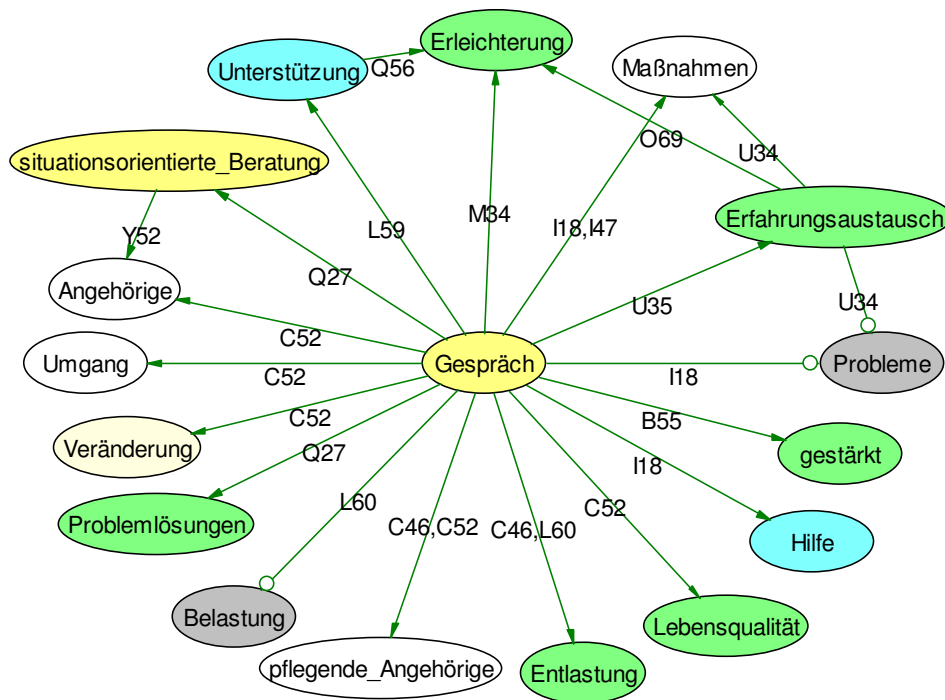 Erleichterung
Unterstützung
Q56
Maßnahmen
O69
U34
situationsorientierte_Beratung
M34
L59
I18,I47
Erfahrungsaustausch
Y52
Q27
Angehörige
U35
U34
C52
Umgang
Gespräch
Probleme
C52
I18
C52
B55
Veränderung
Q27
I18
gestärkt
L60
C46,C52
C46,L60
C52
Problemlösungen
Hilfe
Belastung
Lebensqualität
pflegende_Angehörige
Entlastung